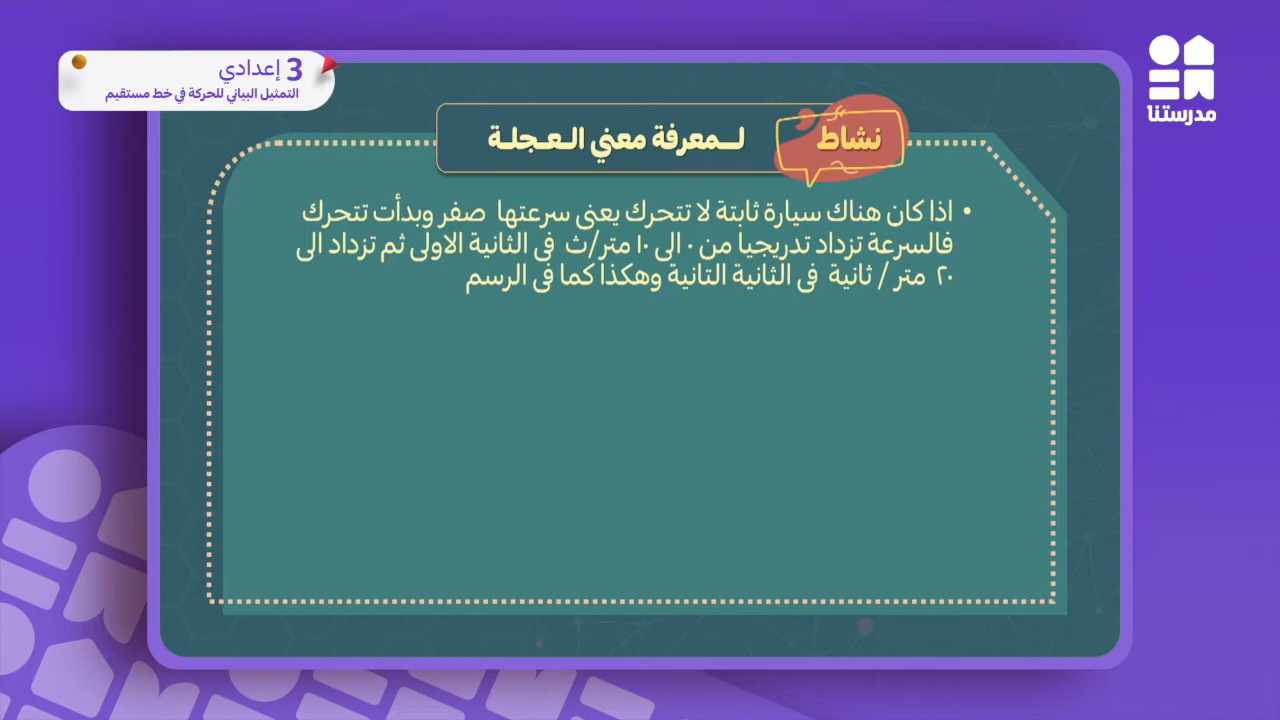 3 إعدادي
التمثيل البياني للحركة في خط مستقيم
مدرستنا
نشاط
لـمعرفة معني الـعـجلـة
• اذا كان هناك سيارة ثابتة لا تتحرك يعنى سرعتها صفر وبدأت تتحرك
فالسرعة تزداد تدريجيا من ٠ الى ١٠ متر/ث فى الثانية الاولى ثم تزداد الى
٢٠ متر / ثانية فى الثانية التانية وهكذا كما فى الرسم